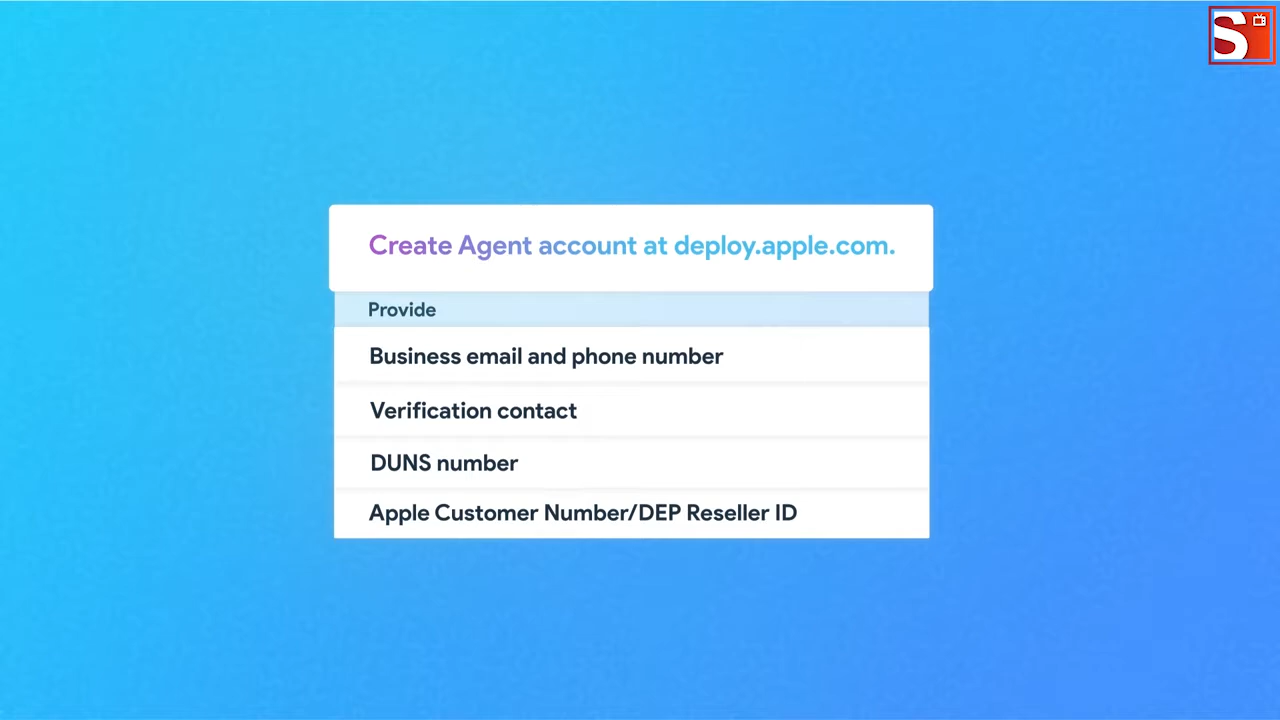 S
Create Agent account at deploy.apple.com.
Provide
Business email and phone number
Verification contact
DUNS number
Apple Customer Number/DEP Reseller ID